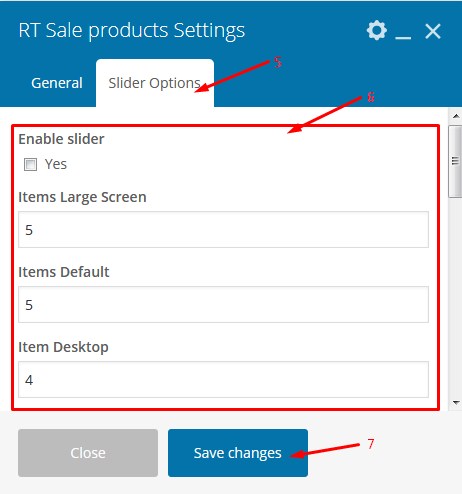 RT Sale products Settings
General
Slider Options
5
6
Enable slider
Yes
Items Large Screen
5
Items Default
5
Item Desktop
4
Close
Save changes
7